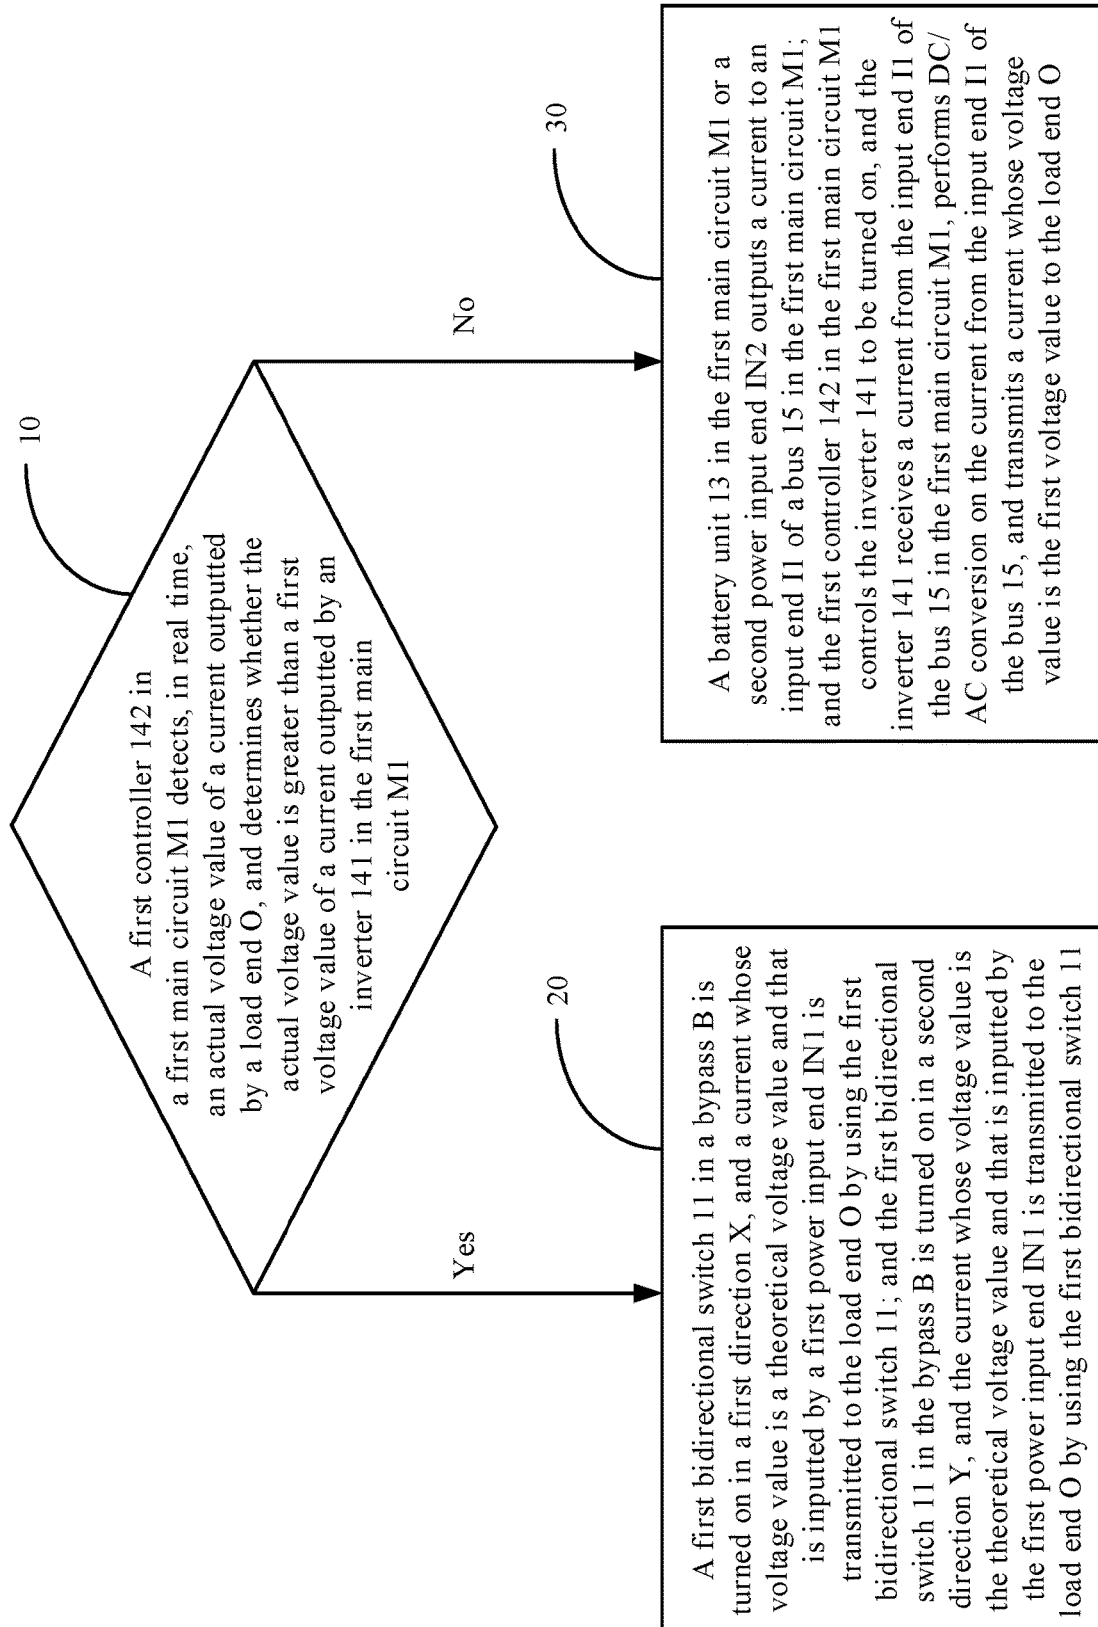 10
A first controller 142 in
a first main circuit M1 detects, in real time,
an actual voltage value of a current outputted
by a load end O, and determines whether the
actual voltage value is greater than a first
voltage value of a current outputted by an
inverter 141 in the first main
circuit M1
Yes
No
20
A first bidirectional switch 11 in a bypass B is
turned on in a first direction X, and a current whose
voltage value is a theoretical voltage value and that
is inputted by a first power input end IN1 is
transmitted to the load end O by using the first
bidirectional switch 11; and the first bidirectional
switch 11 in the bypass B is turned on in a second
direction Y, and the current whose voltage value is
the theoretical voltage value and that is inputted by
the first power input end IN1 is transmitted to the
load end O by using the first bidirectional switch 11
30
A battery unit 13 in the first main circuit M1 or a
second power input end IN2 outputs a current to an
input end I1 of a bus 15 in the first main circuit M1;
and the first controller 142 in the first main circuit M1
controls the inverter 141 to be turned on, and the
inverter 141 receives a current from the input end I1 of
the bus 15 in the first main circuit M1, performs DC/
AC conversion on the current from the input end I1 of
the bus 15, and transmits a current whose voltage
value is the first voltage value to the load end O